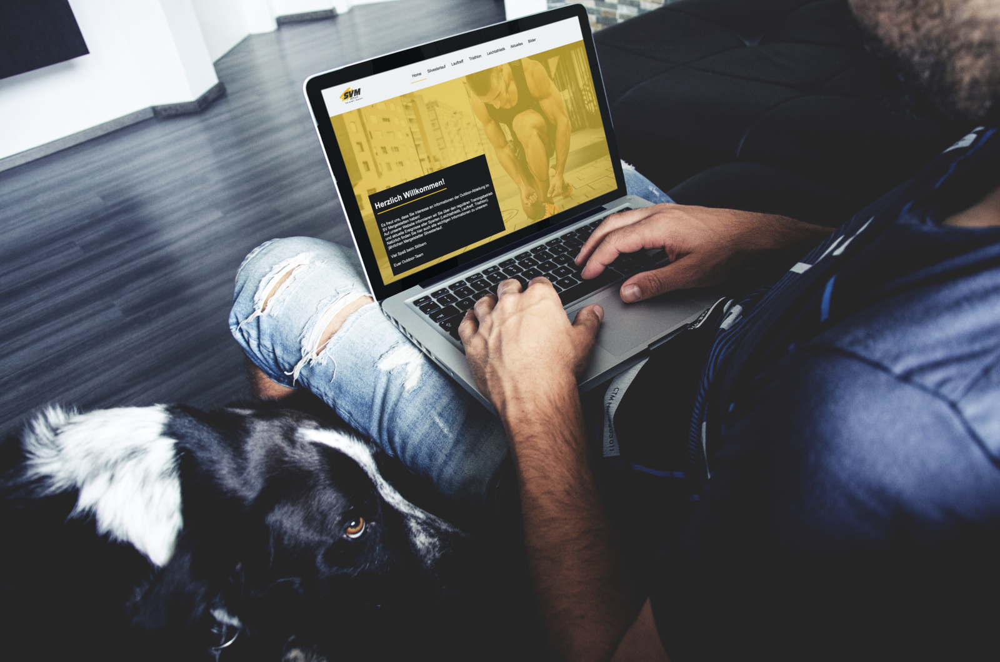 Home Silvesterlauf Lauftreff Triathlon Leichtathletik Aktuelles Bilder
SVM
Herzlich Willkommen!
Es freut uns, dass Sie Interesse an Informationen der Outdoor-Abteilung im
SV Mergelstetten haben!
Auf unserer Website informieren wir Sie über den regulären Trainingsbetrieb
und aktuelle Ereignisse aller Sparten (Leichtathletik, Lauftreff, Triathlon).
Natürlich finden Sie hier auch alle wichtigen Informationen zu unserem
jährlichen Mergelstetter Silvesterlauf.
Viel Spaß beim Stöbern
Euer Outdoor-Team
CTM